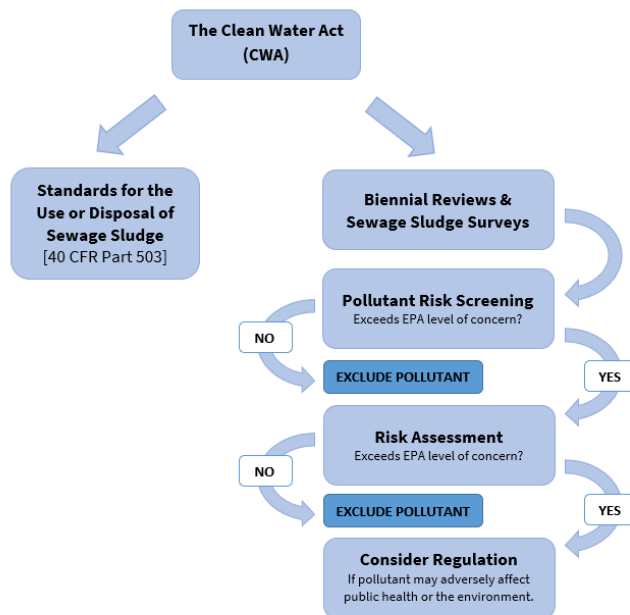 The Clean Water Act
(CWA)
Standards for the
Use or Disposal of
Sewage Sludge
[40 CFR Part 503]
Biennial Reviews &
Sewage Sludge Surveys
Pollutant Risk Screening
Exceeds EPA level of concern?
NO
YES
EXCLUDE POLLUTANT
Risk Assessment
Exceeds EPA level of concern?
NO
YES
EXCLUDE POLLUTANT
Consider Regulation
If pollutant may adversely affect
public health or the environment.